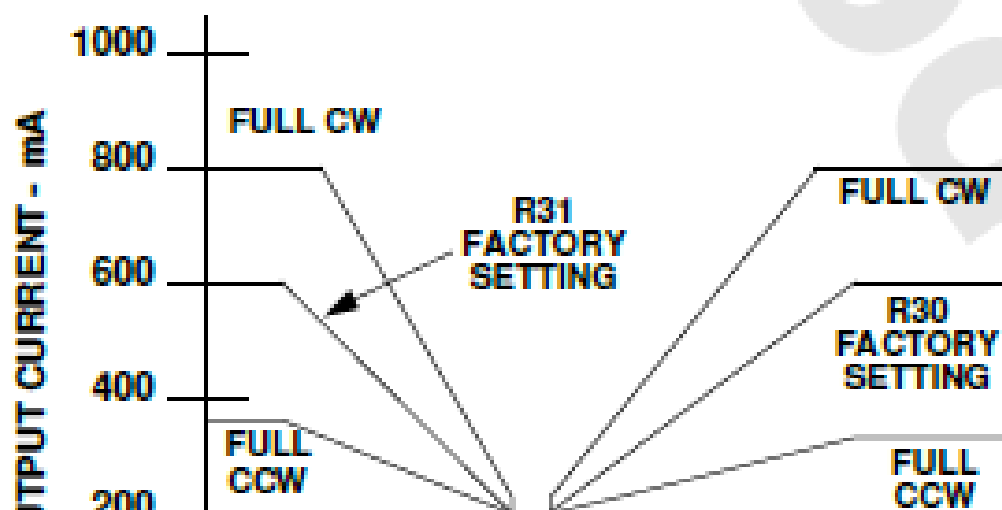 1000
FULL CW
800
FULL CW
R31
FACTORY
SETTING
600
R30
FACTORY
SETTING
400
FULL
CCW
FULL
CCW
200
TPUT CURRENT - mA